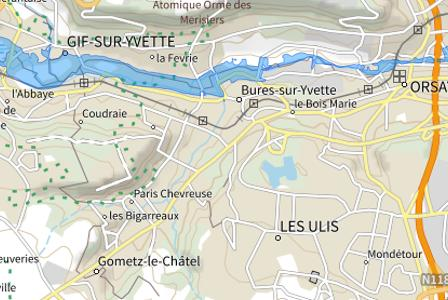 Atomique Orme des
Merisiers
GIF-SUR-YVETTE
la Fevrie
l'Abbaye
Bures-sur-Yvette
ORSA
de
Coudraie
le Bois Marie
Paris Chevreuse
les Bigarreaux
LES ULIS
Mondétour
euveries
Gometz-le-Châtel
N118
ville